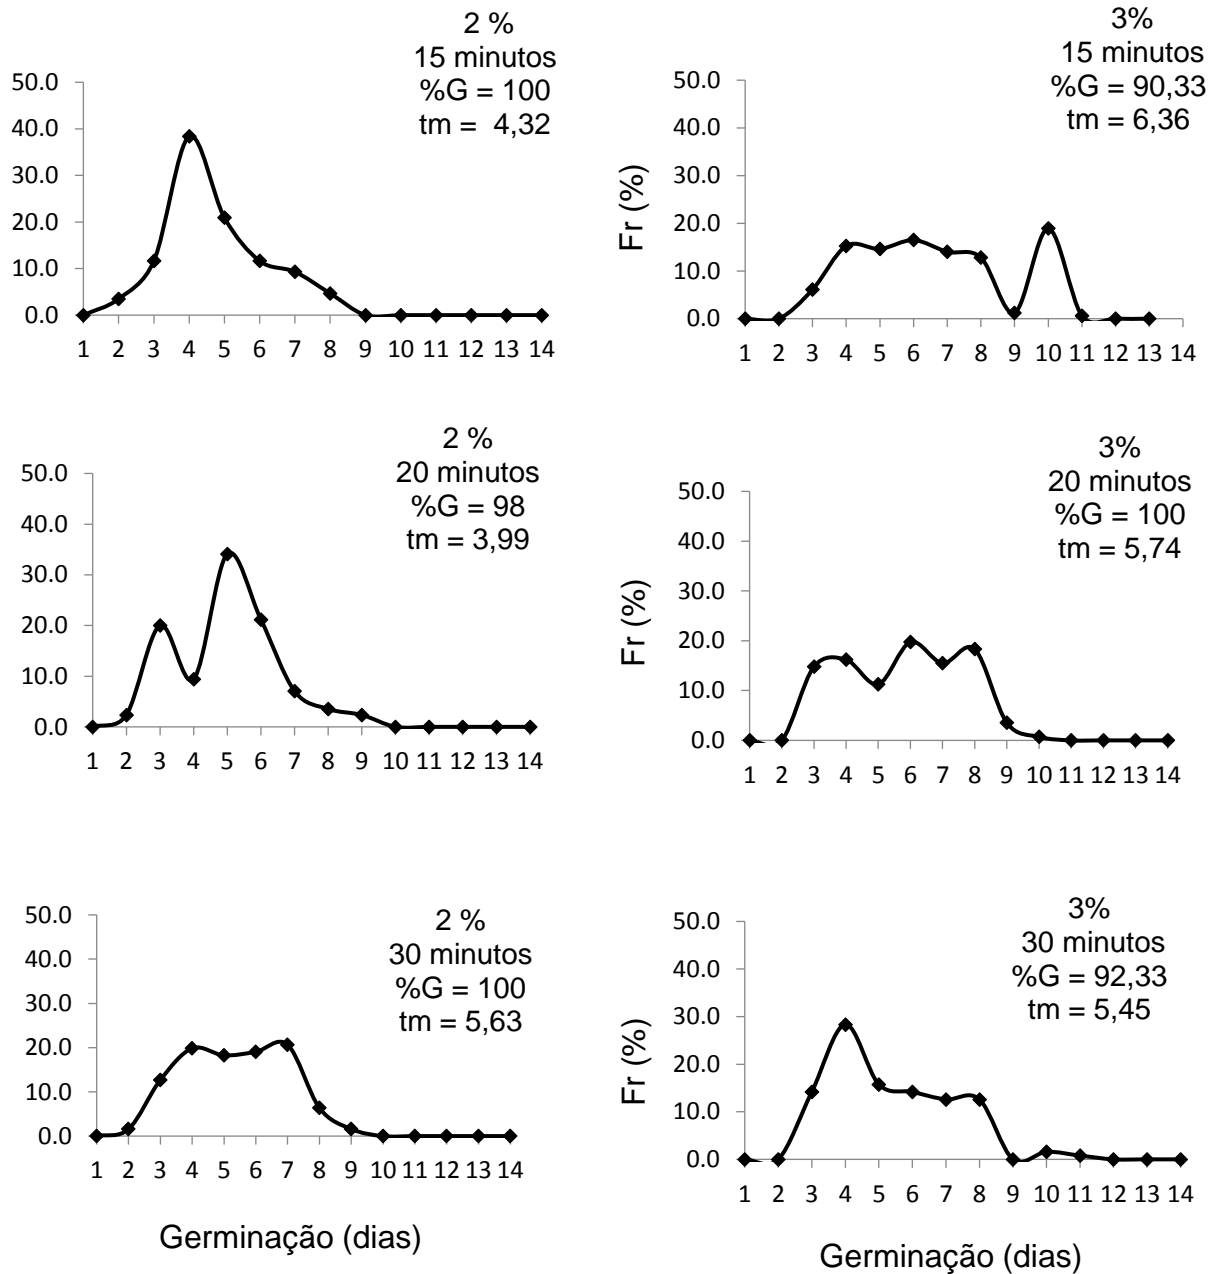 2 %
15 minutos
%G = 100
tm = 4,32
50.0
40.0
30.0
20.0
10.0
0.0
1 2 3 4 5 6 7 8 9 10 11 12 13 14
3%
15 minutos
%G = 90,33
tm = 6,36
Fr (%)
50.0
40.0
30.0
20.0
10.0
0.0
1 2 3 4 5 6 7 8 9 10 11 12 13 14
2 %
20 minutos
%G = 98
tm = 3,99
50.0
40.0
30.0
20.0
10.0
0.0
1 2 3 4 5 6 7 8 9 10 11 12 13 14
3%
20 minutos
%G = 100
tm = 5,74
Fr (%)
50.0
40.0
30.0
20.0
10.0
0.0
1 2 3 4 5 6 7 8 9 10 11 12 13 14
2 %
30 minutos
%G = 100
tm = 5,63
50.0
40.0
30.0
20.0
10.0
0.0
1 2 3 4 5 6 7 8 9 10 11 12 13 14
Germinação (dias)
3%
30 minutos
%G = 92,33
tm = 5,45
Fr (%)
50.0
40.0
30.0
20.0
10.0
0.0
1 2 3 4 5 6 7 8 9 10 11 12 13 14
Germinação (dias)